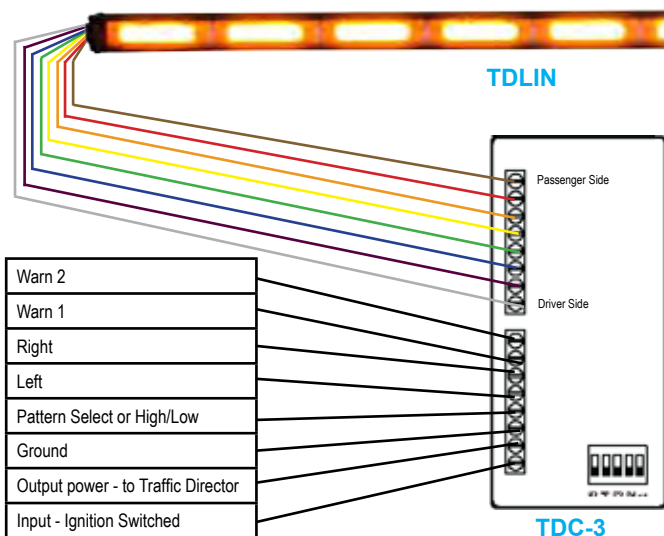 TDLIN
Passenger Side
Driver Side
Warn 2
Warn 1
Right
Left
Pattern Select or High/Low
Ground
Output power - to Traffic Director
Input - Ignition Switched
TDC-3